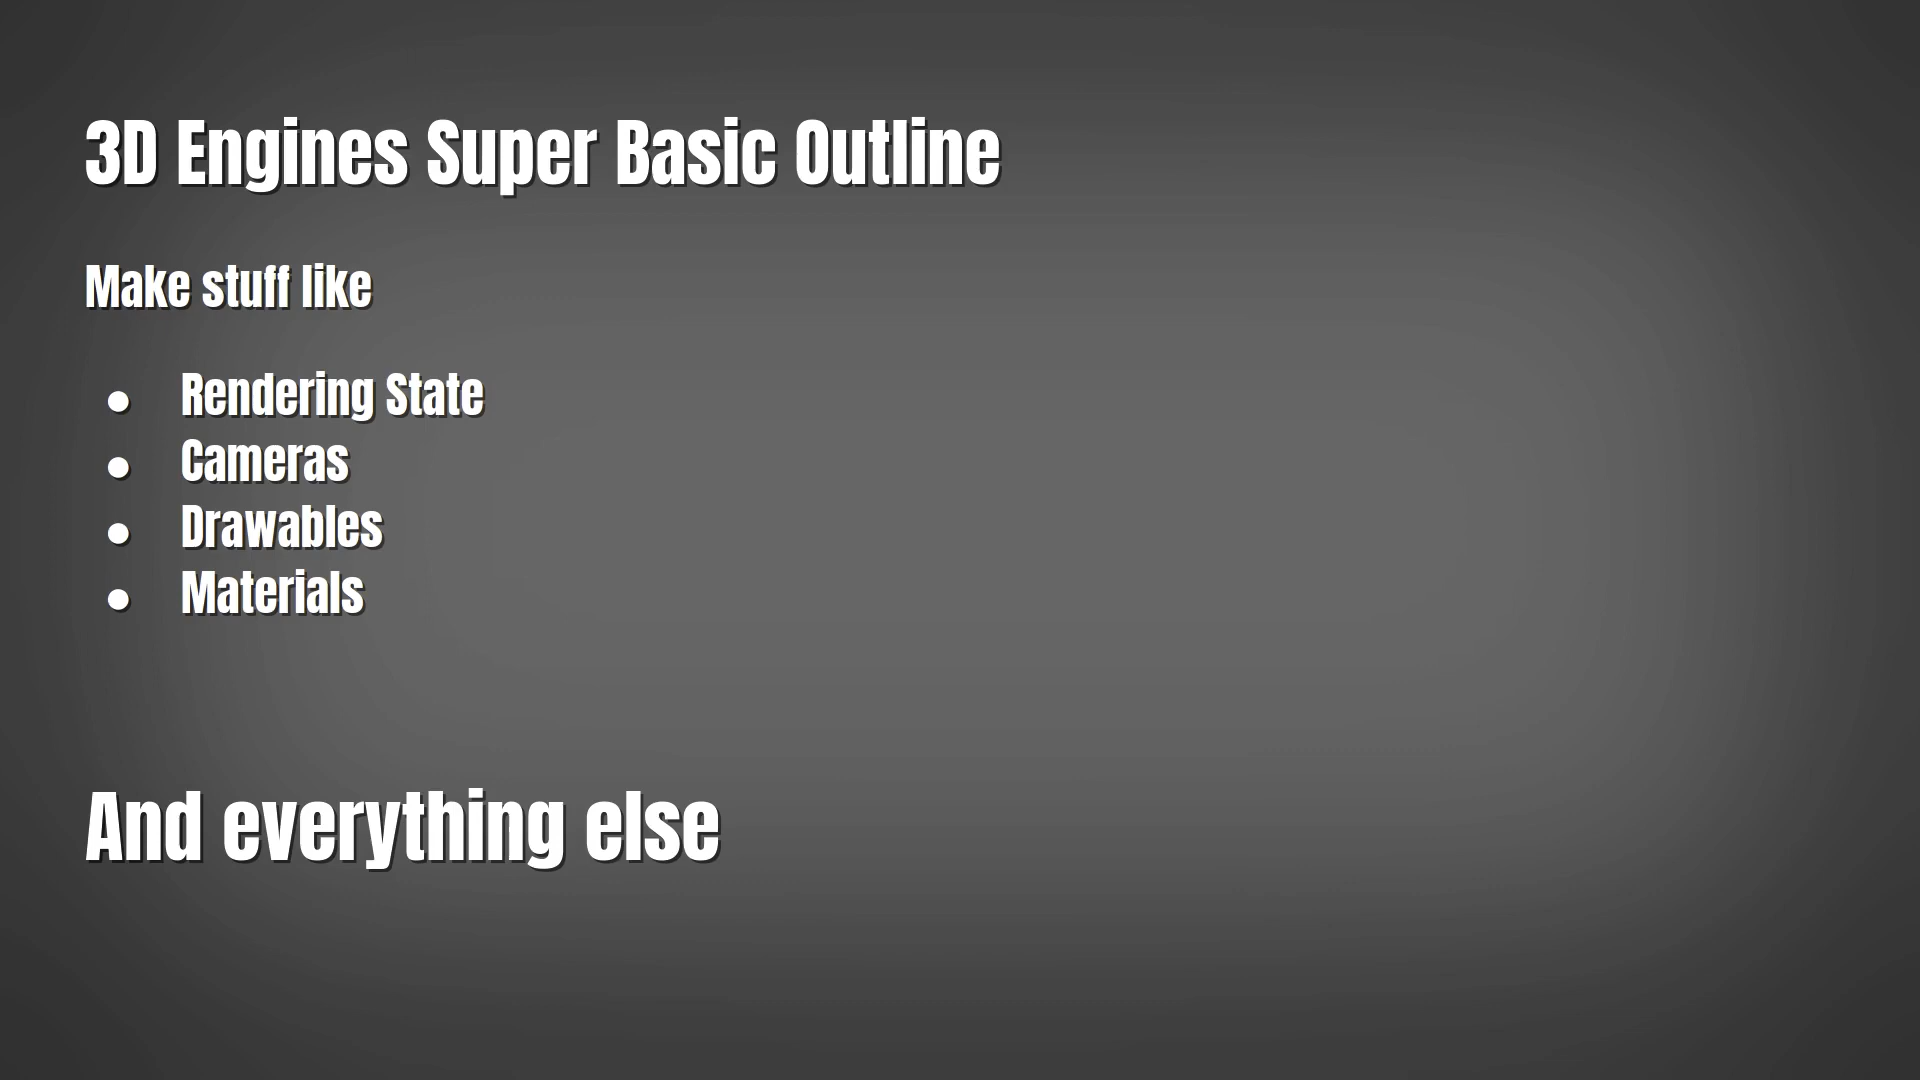 3D Engines Super Basic Outline
Make stuff like
● Rendering State
● Cameras
● Drawables
● Materials
And everything else